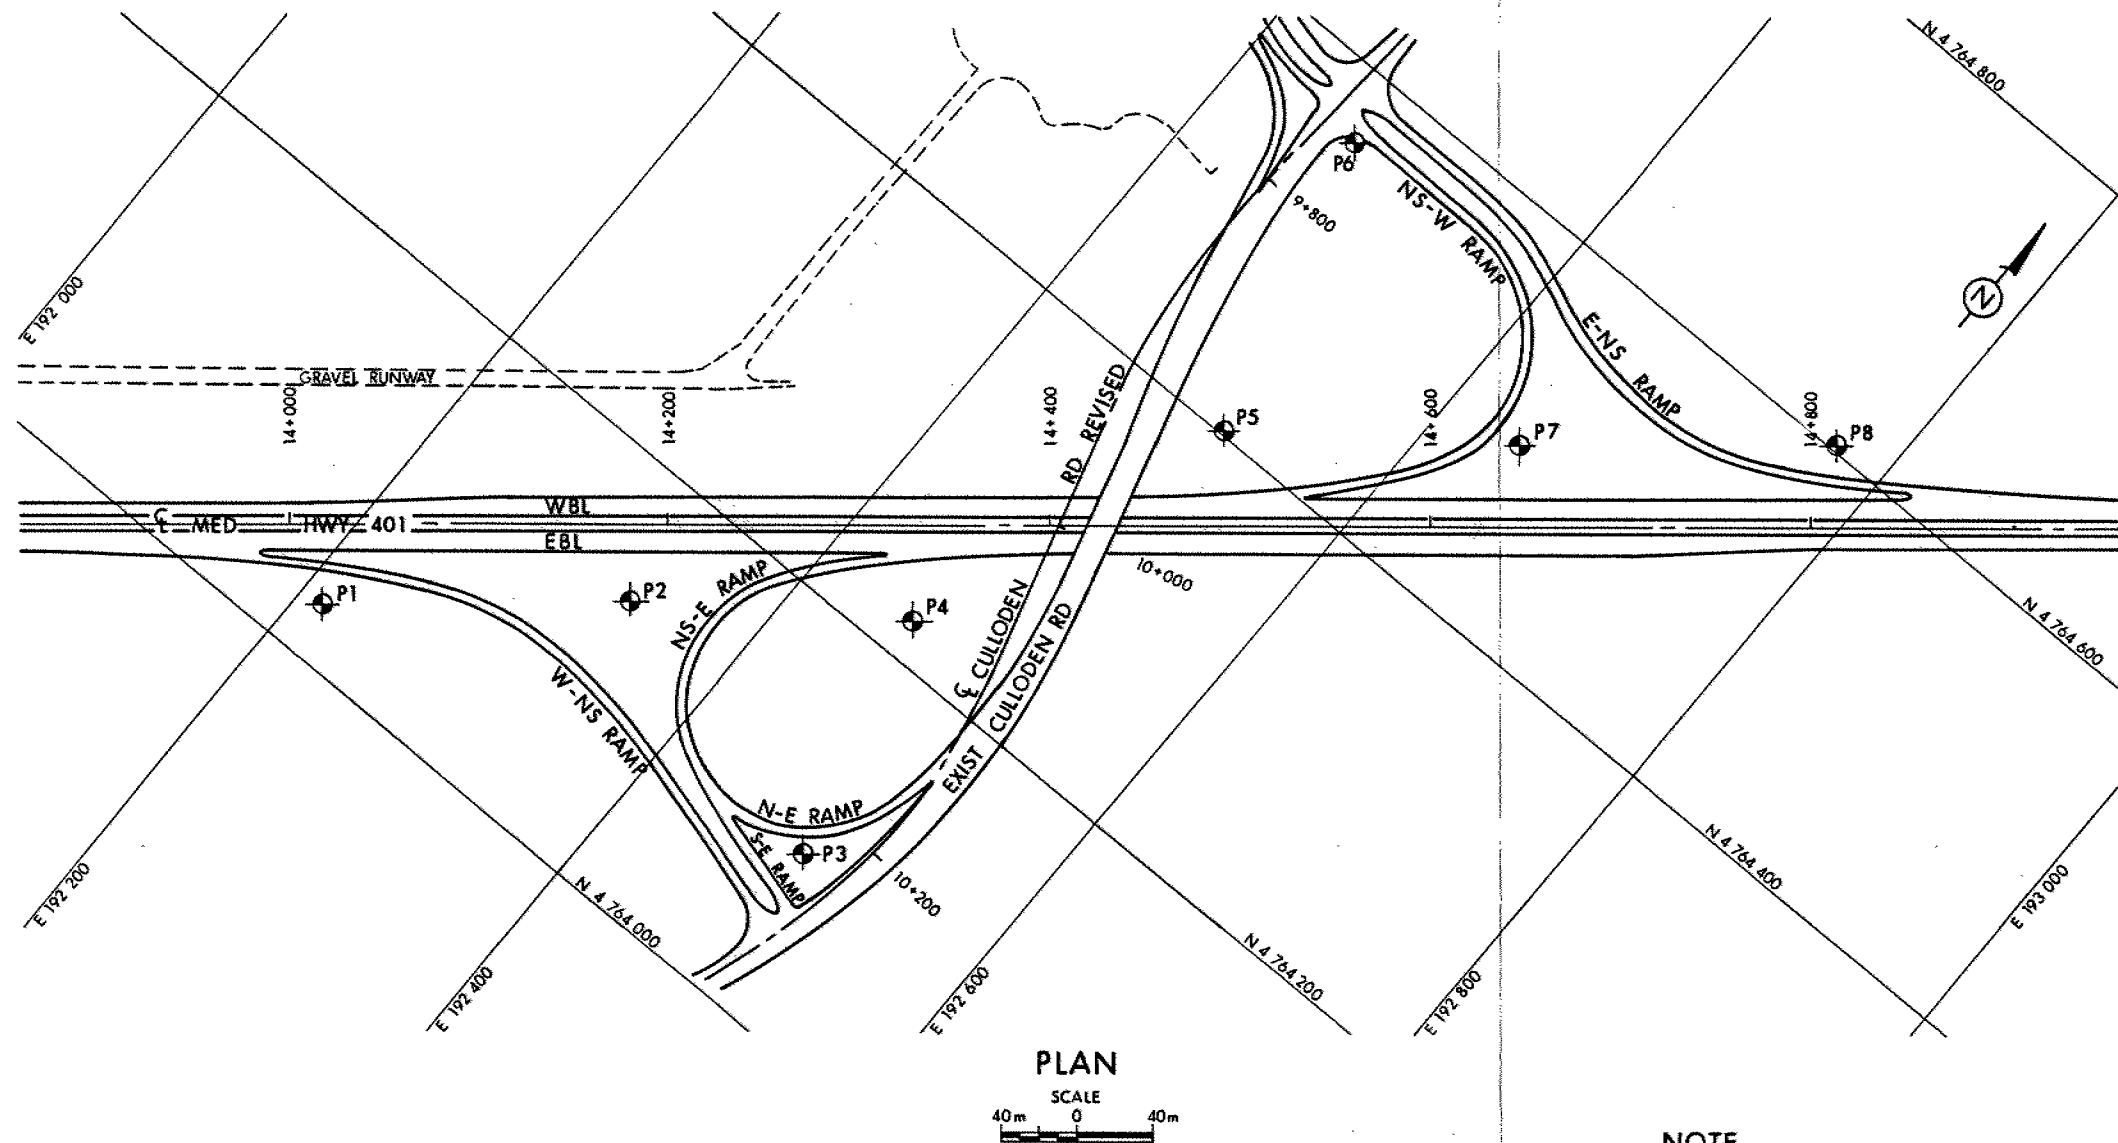 N 4 764 800
P6
9+800
NS-W RAMP
N
E 192 000
E-NS RAMP
GRAVEL RUNWAY
14+000
14+200
14+400
14+600
14+800
RD REVISED
P5
P7
P8
WBL
℄ MED HWY 401
EBL
10+000
P1
P2
NS-E RAMP
P4
℄ CULLODEN
EXIST CULLODEN RD
N 4 764 600
W-NS RAMP
N-E RAMP
S-E RAMP
P3
10+200
E 192 200
N 4 764 000
N 4 764 400
E 193 000
N 4 764 200
E 192 400
E 192 600
E 192 800
PLAN
SCALE
40m 0 40m
NOTE